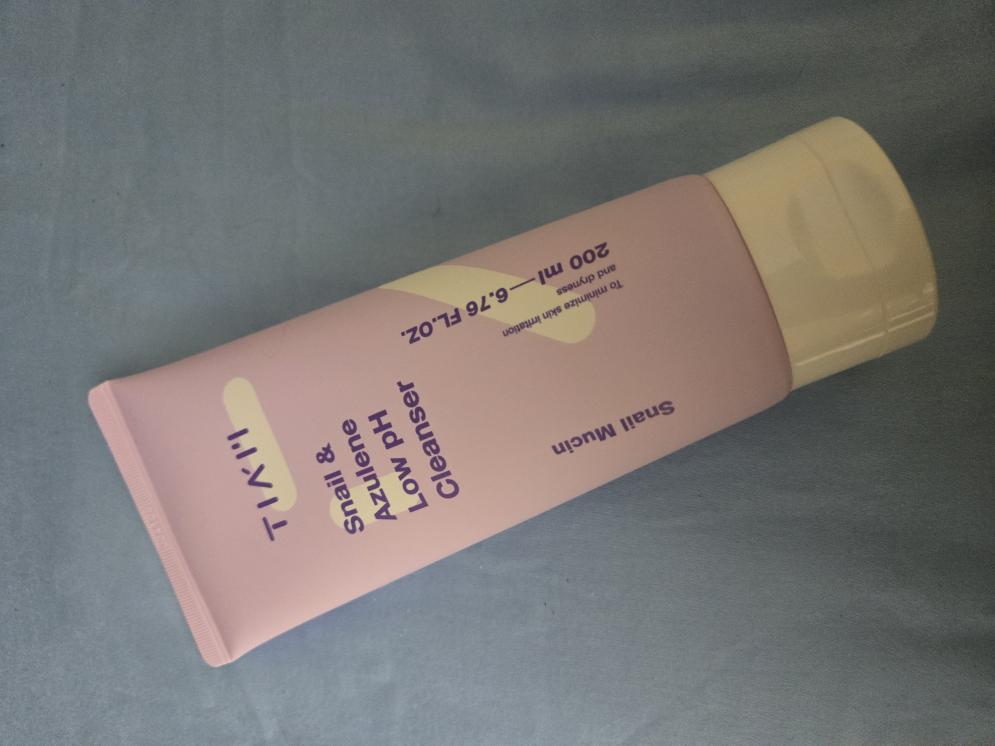 TIA'M
Snail &
Azulene
Low pH
Cleanser
Snail Mucin
To minimize skin irritation
and dryness
200 ml—6.76 FL.OZ.